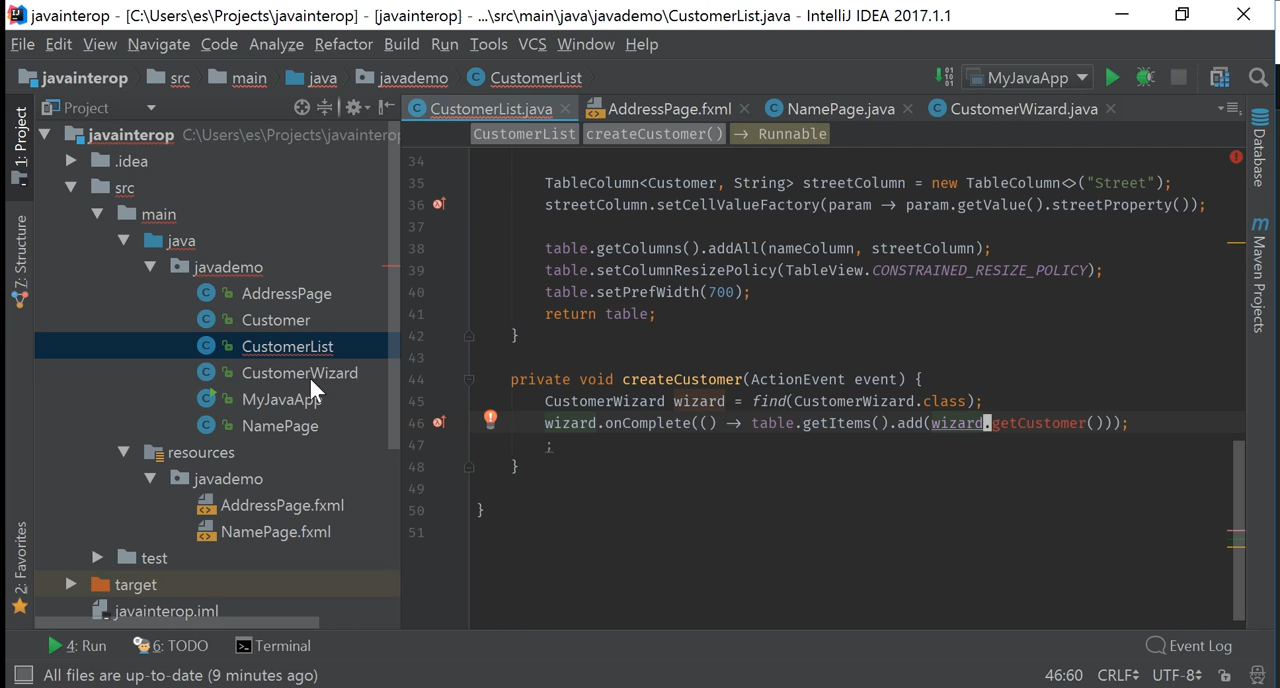 javainterop - [C:\Users\es\Projects\javainterop] - [javainterop] - ...\src\main\java\javademo\CustomerList.java - IntelliJ IDEA 2017.1.1
File Edit View Navigate Code Analyze Refactor Build Run Tools VCS Window Help
javainterop src main java javademo CustomerList MyJavaApp
Project CustomerList.java AddressPage.fxml NamePage.java CustomerWizard.java
CustomerList createCustomer() → Runnable
1: Project
Z: Structure
2: Favorites
javainterop C:\Users\es\Projects\javainterop
.idea
src
main
java
javademo
AddressPage
Customer
CustomerList
CustomerWizard
MyJavaApp
NamePage
resources
javademo
AddressPage.fxml
NamePage.fxml
test
target
javainterop.iml
34
35 TableColumn<Customer, String> streetColumn = new TableColumn<>("Street");
36 streetColumn.setCellValueFactory(param → param.getValue().streetProperty());
37
38 table.getColumns().addAll(nameColumn, streetColumn);
39 table.setColumnResizePolicy(TableView.CONSTRAINED_RESIZE_POLICY);
40 table.setPrefWidth(700);
41 return table;
42 }
43
44 private void createCustomer(ActionEvent event) {
45 CustomerWizard wizard = find(CustomerWizard.class);
46 wizard.onComplete(() → table.getItems().add(wizard.getCustomer()));
47 ;
48 }
49
50 }
51
Database
Maven Projects
4: Run 6: TODO Terminal Event Log
All files are up-to-date (9 minutes ago) 46:60 CRLF UTF-8